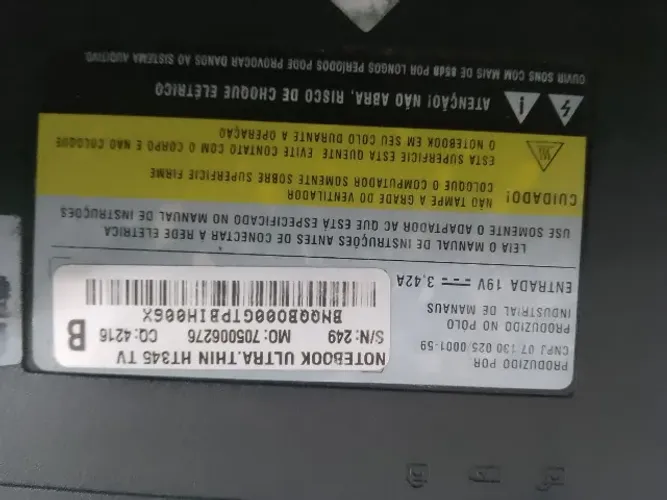 PRODUZIDO POR:
CNPJ 07.130.025/0001-59
PRODUZIDO NO POLO
INDUSTRIAL DE MANAUS
ENTRADA 19V 3,42A
NOTEBOOK ULTRA.THIN HT345 TV
S/N: 249 MO: 705006276 CQ: 4216
BNQQBO00GTPBIH006X
B
LEIA O MANUAL DE INSTRUÇÕES ANTES DE CONECTAR À REDE ELÉTRICA
USE SOMENTE O ADAPTADOR AC QUE ESTÁ ESPECIFICADO NO MANUAL DE INSTRUÇÕES
CUIDADO!
NÃO TAMPE A GRADE DO VENTILADOR
COLOQUE O COMPUTADOR SOMENTE SOBRE SUPERFICIE FIRME
ESTA SUPERFICIE ESTA QUENTE. EVITE CONTATO COM O CORPO E NÃO COLOQUE
O NOTEBOOK EM SEU COLO DURANTE A OPERAÇÃO
ATENÇÃO! NÃO ABRA, RISCO DE CHOQUE ELÉTRICO
OUVIR SONS COM MAIS DE 85dB POR LONGOS PERÍODOS PODE PROVOCAR DANOS AO SISTEMA AUDITIVO.